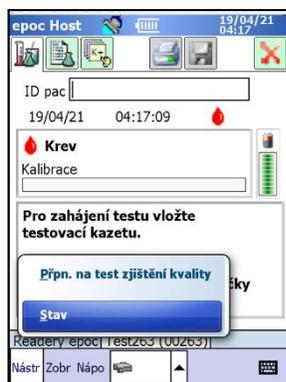 epoc Host 19/04/21 04:17
K+
ID pac
19/04/21 04:17:09
Krev
Kalibrace
Pro zahájení testu vložte
testovací kazetu.
Přpn. na test zjištění kvality
čky
Stav
Readery epoc Test263 (00263)
Nástr Zobr Nápo